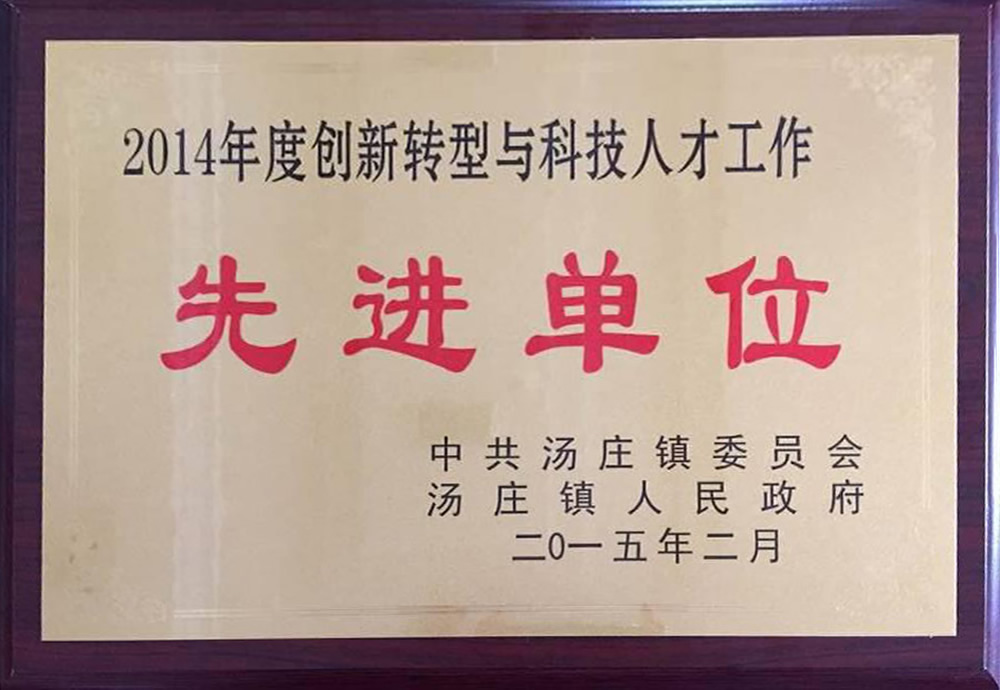 2014年度创新转型与科技人才工作
先进单位
中共汤庄镇委员会
汤庄镇人民政府
二0一五年二月